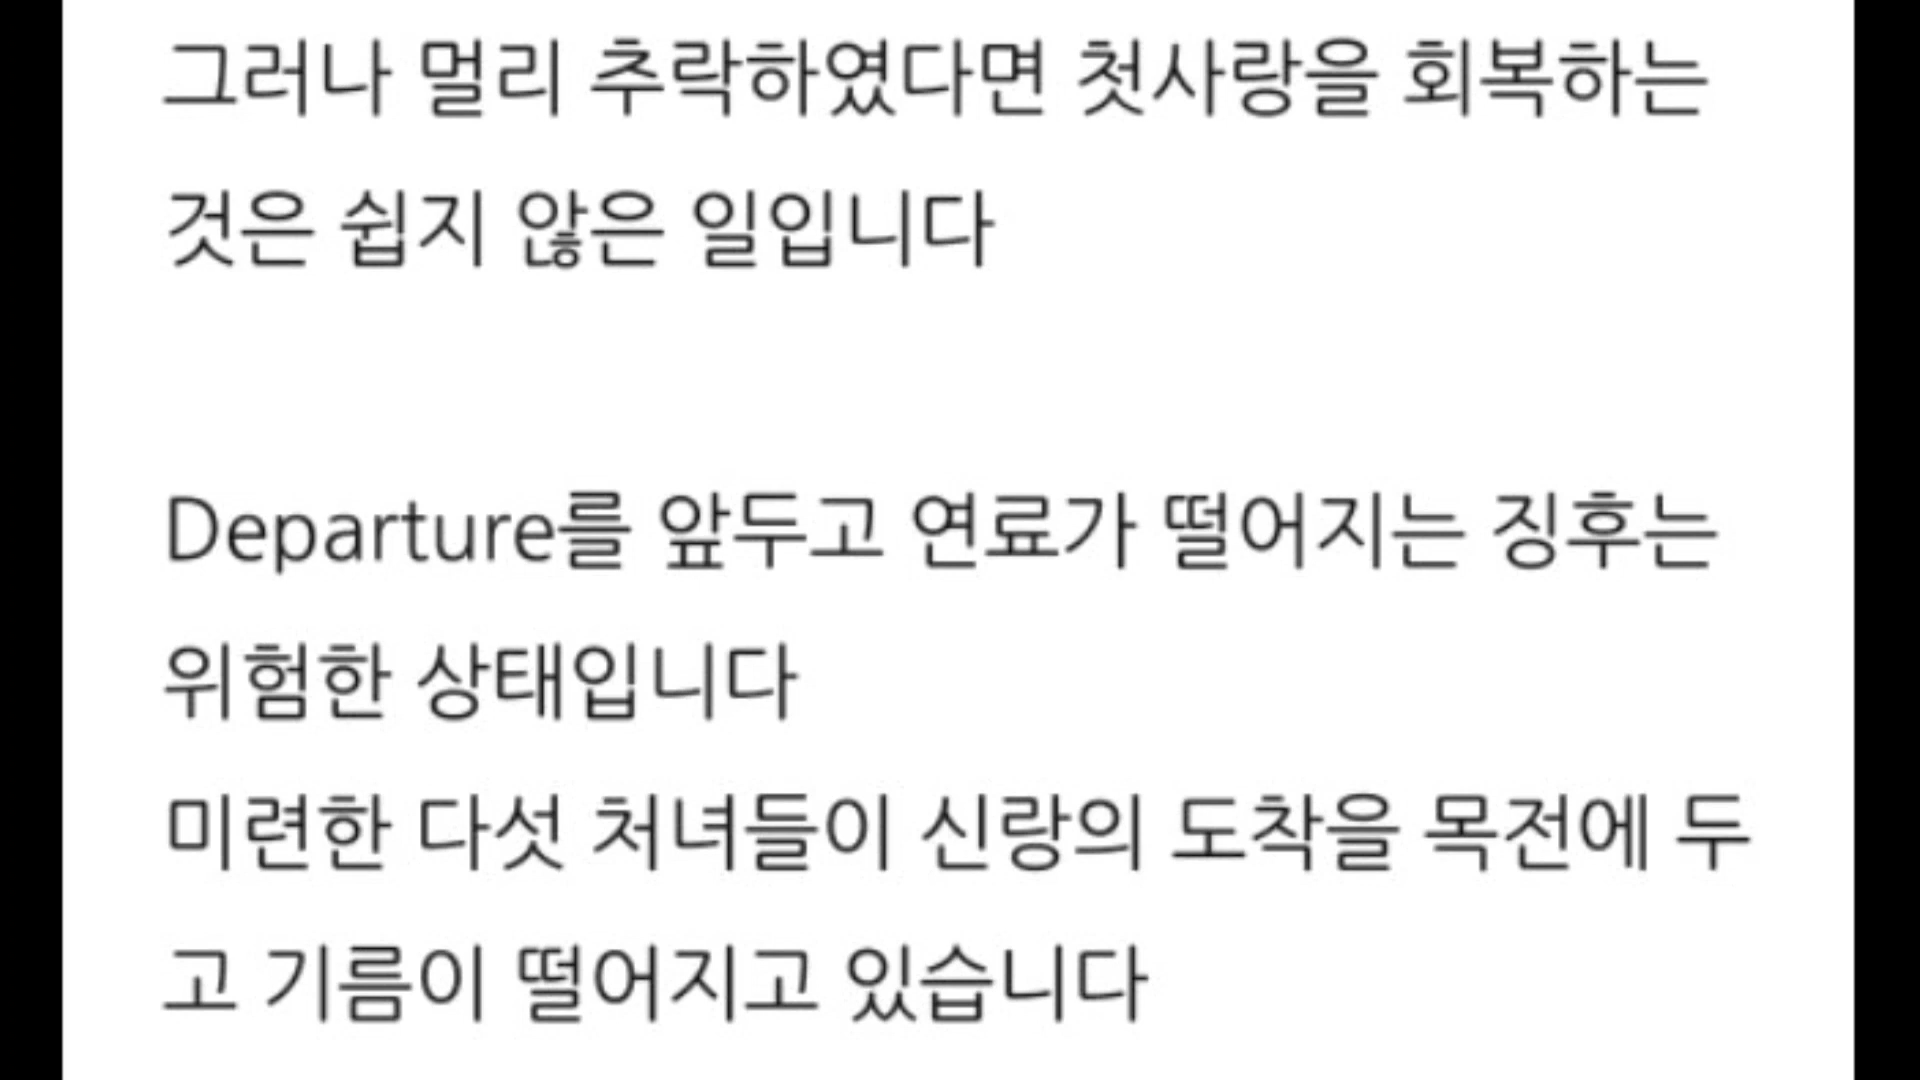 그러나 멀리 추락하였다면 첫사랑을 회복하는
것은 쉽지 않은 일입니다
Departure를 앞두고 연료가 떨어지는 징후는
위험한 상태입니다
미련한 다섯 처녀들이 신랑의 도착을 목전에 두
고 기름이 떨어지고 있습니다